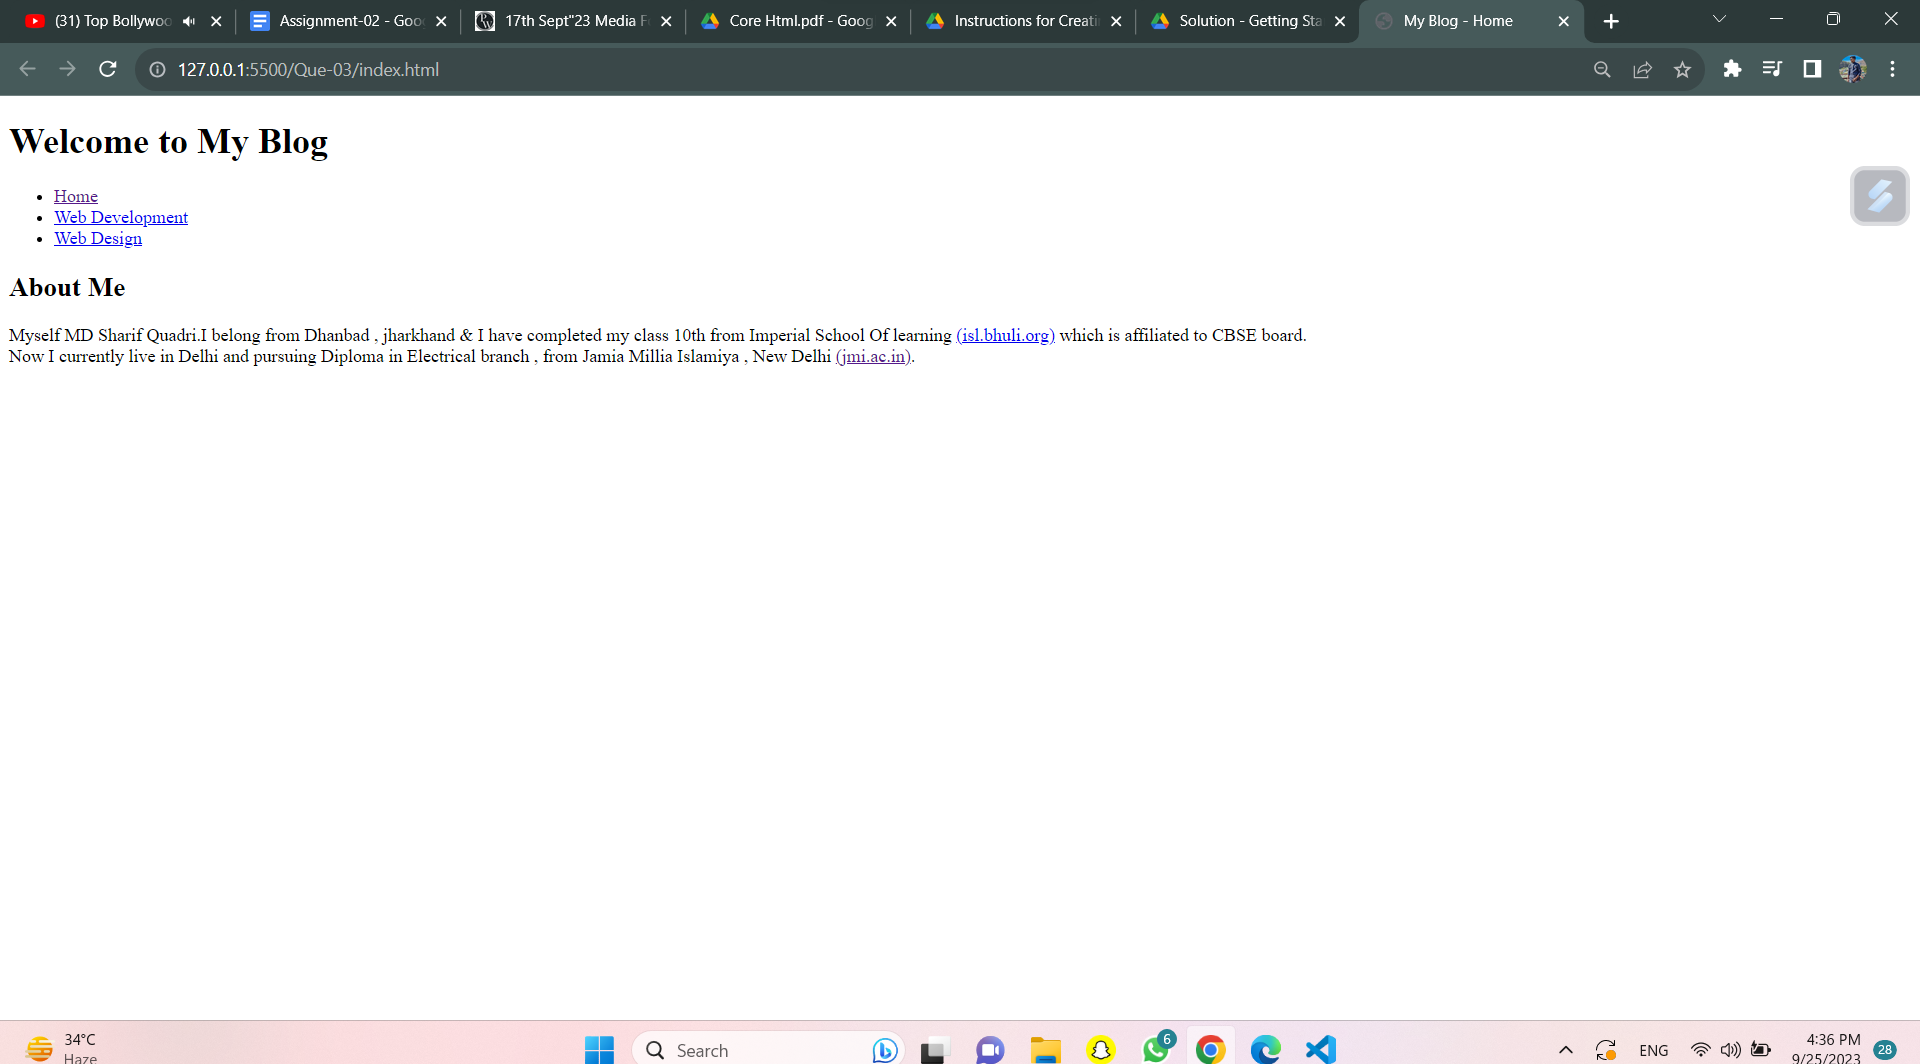 (31) Top Bollywoo
Assignment-02 - Goo
17th Sept"23 Media F
Core Html.pdf - Goog
Instructions for Creati
Solution - Getting Sta
My Blog - Home
127.0.0.1:5500/Que-03/index.html
Welcome to My Blog
Home
Web Development
Web Design
About Me
Myself MD Sharif Quadri.I belong from Dhanbad , jharkhand & I have completed my class 10th from Imperial School Of learning (isl.bhuli.org) which is affiliated to CBSE board.
Now I currently live in Delhi and pursuing Diploma in Electrical branch , from Jamia Millia Islamiya , New Delhi (jmi.ac.in).
34°C
Haze
Search
6
ENG
4:36 PM
9/25/2023
28